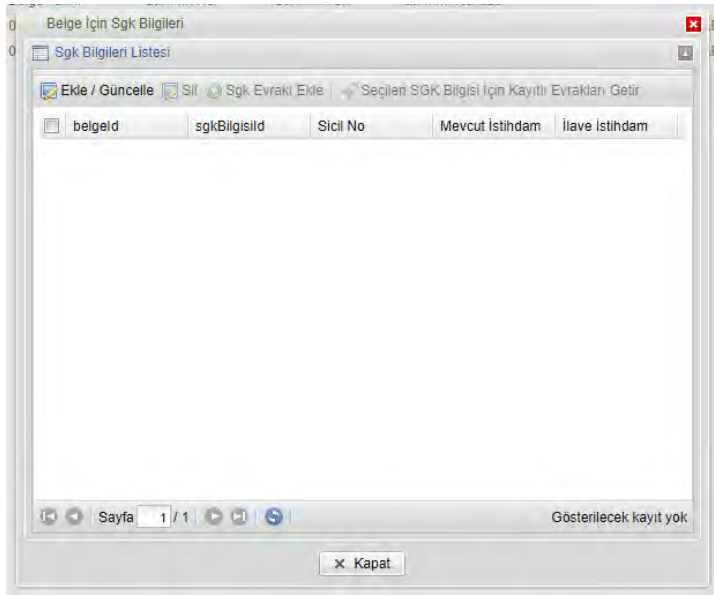 Belge İçin Sgk Bilgileri
Sgk Bilgileri Listesi
Ekle / Güncelle Sil Sgk Evrakı Ekle Seçilen SGK Bilgisi İçin Kayıtlı Evrakları Getir
belgeId sgkBilgisiId Sicil No Mevcut İstihdam İlave İstihdam
Sayfa 1 / 1 Gösterilecek kayıt yok
Kapat